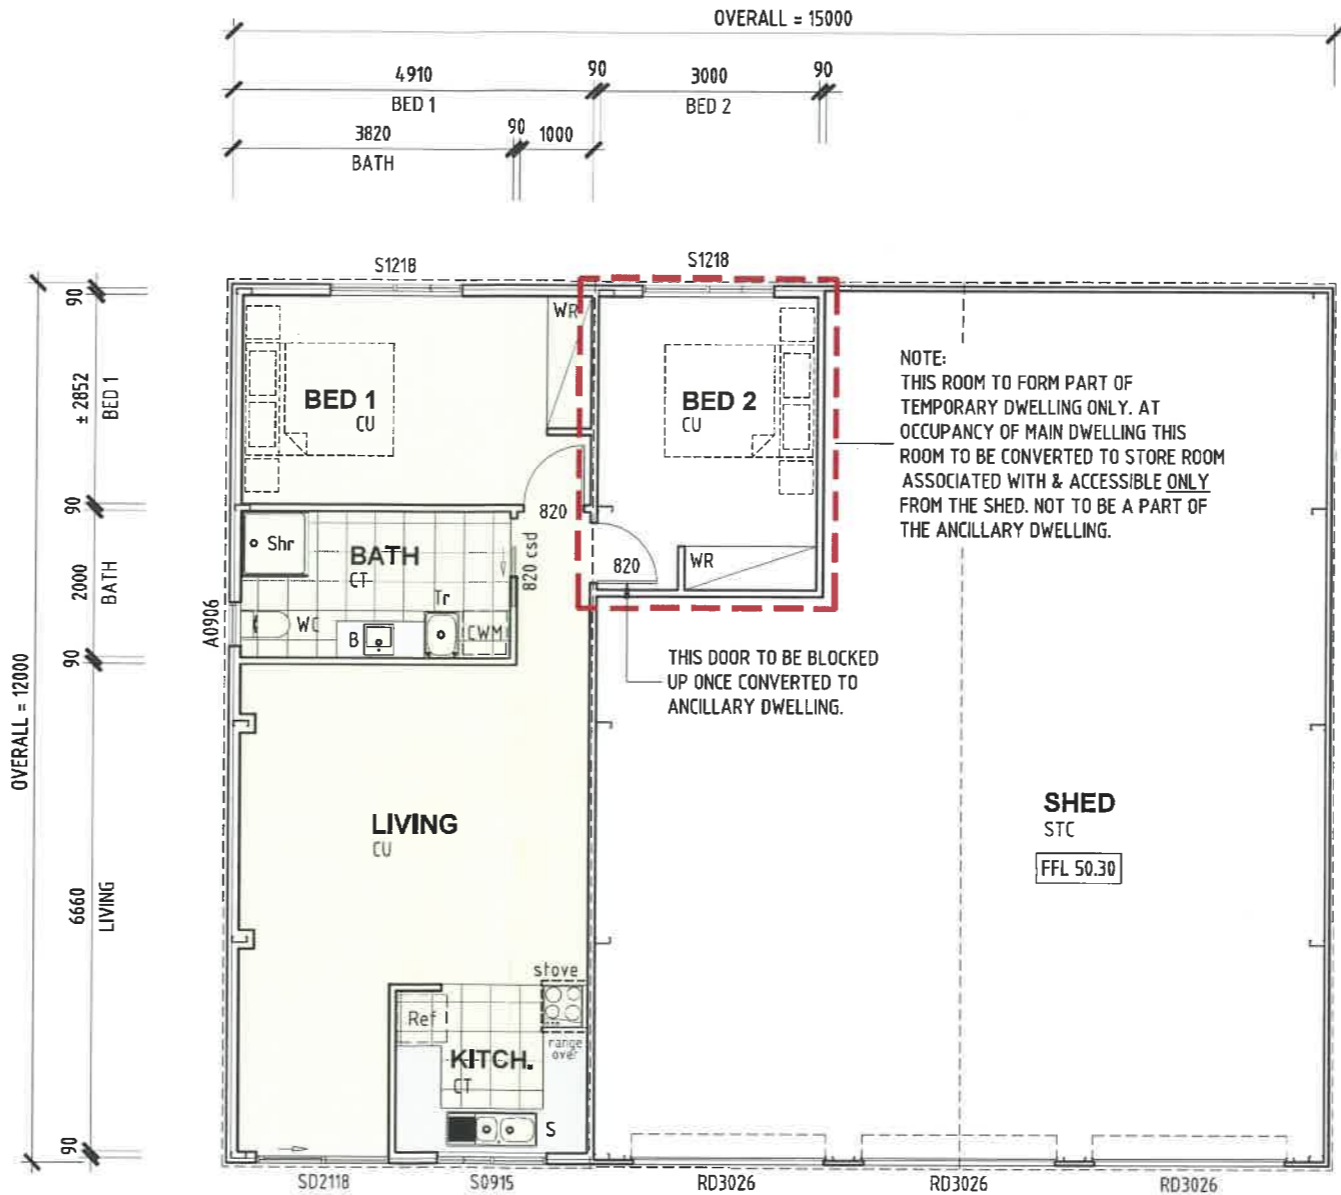 OVERALL = 15000
4910
90
3000
90
BED 1
BED 2
3820
90
1000
BATH
S1218
S1218
OVERALL = 12000
90
± 2852
BED 1
90
2000
BATH
90
6660
LIVING
90
WR
BED 1
CU
BED 2
CU
NOTE:
THIS ROOM TO FORM PART OF
TEMPORARY DWELLING ONLY. AT
OCCUPANCY OF MAIN DWELLING THIS
ROOM TO BE CONVERTED TO STORE ROOM
ASSOCIATED WITH & ACCESSIBLE ONLY
FROM THE SHED. NOT TO BE A PART OF
THE ANCILLARY DWELLING.
820
Shr
BATH
CT
820 csd
820
WR
A0906
WC
B
Tr
CWM
THIS DOOR TO BE BLOCKED
UP ONCE CONVERTED TO
ANCILLARY DWELLING.
LIVING
CU
SHED
STC
FFL 50.30
stove
Ref
range
over
KITCH.
CT
S
SD2118
S0915
RD3026
RD3026
RD3026